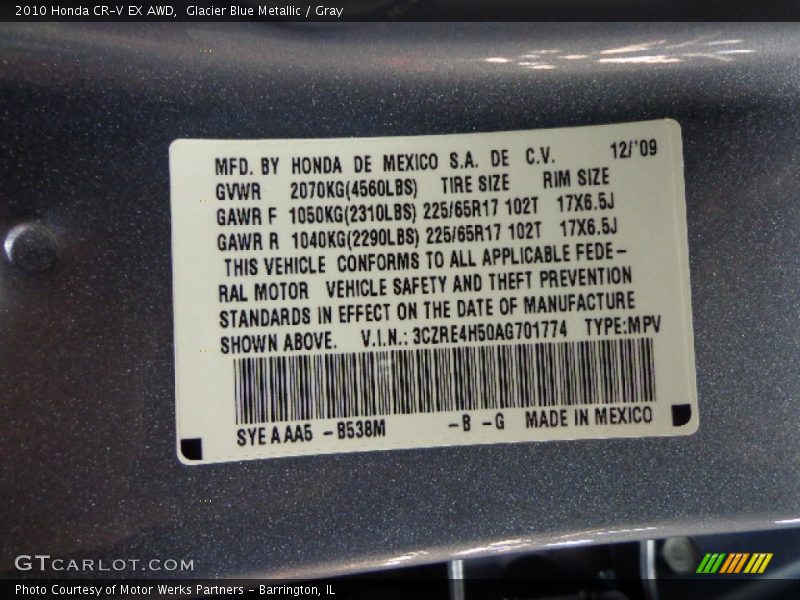 2010 Honda CR-V EX AWD,  Glacier Blue Metallic / Gray
MFD. BY HONDA DE MEXICO S.A. DE C.V. 12/'09
GVWR 2070KG(4560LBS) TIRE SIZE RIM SIZE
GAWR F 1050KG(2310LBS) 225/65R17 102T 17X6.5J
GAWR R 1040KG(2290LBS) 225/65R17 102T 17X6.5J
THIS VEHICLE CONFORMS TO ALL APPLICABLE FEDE-
RAL MOTOR VEHICLE SAFETY AND THEFT PREVENTION
STANDARDS IN EFFECT ON THE DATE OF MANUFACTURE
SHOWN ABOVE. V.I.N.: 3CZRE4H50AG701774 TYPE:MPV
SYE A AA5 -B538M -B -G MADE IN MEXICO
GTCARLOT.COM
Photo Courtesy of Motor Werks Partners - Barrington, IL